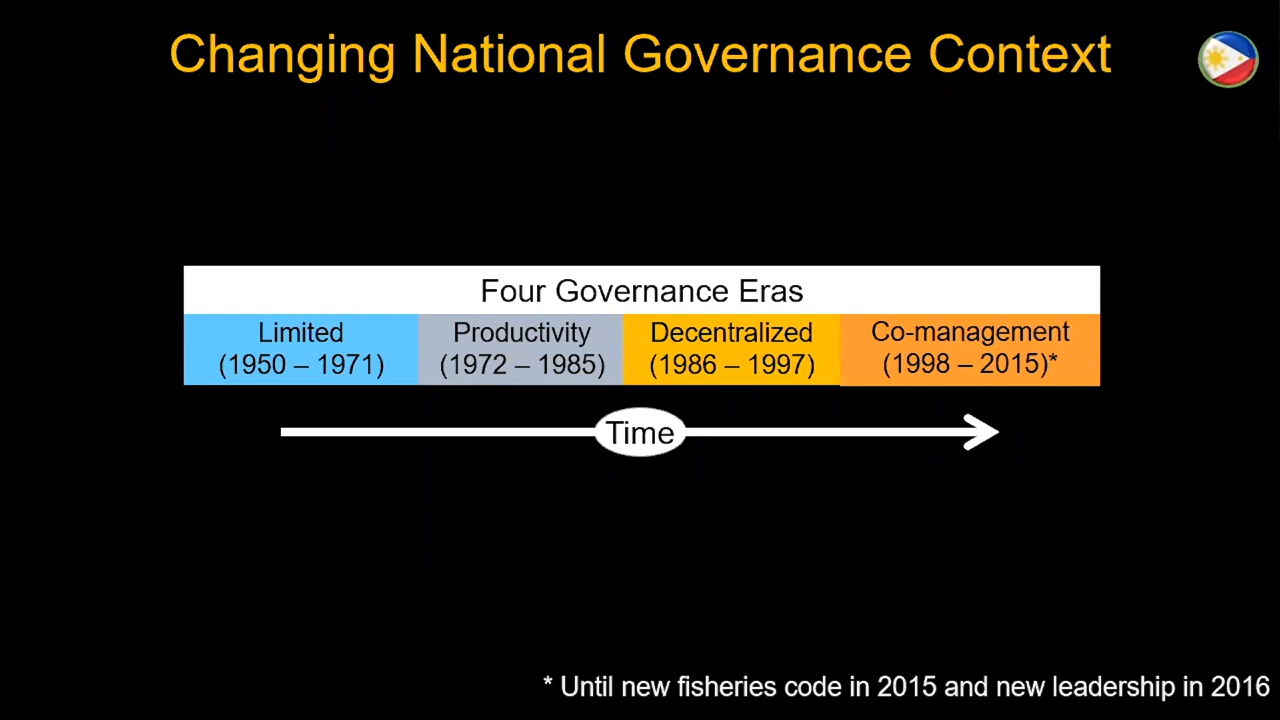 Changing National Governance Context
Four Governance Eras
Limited
(1950 – 1971)
Productivity
(1972 – 1985)
Decentralized
(1986 – 1997)
Co-management
(1998 – 2015)*
Time
* Until new fisheries code in 2015 and new leadership in 2016